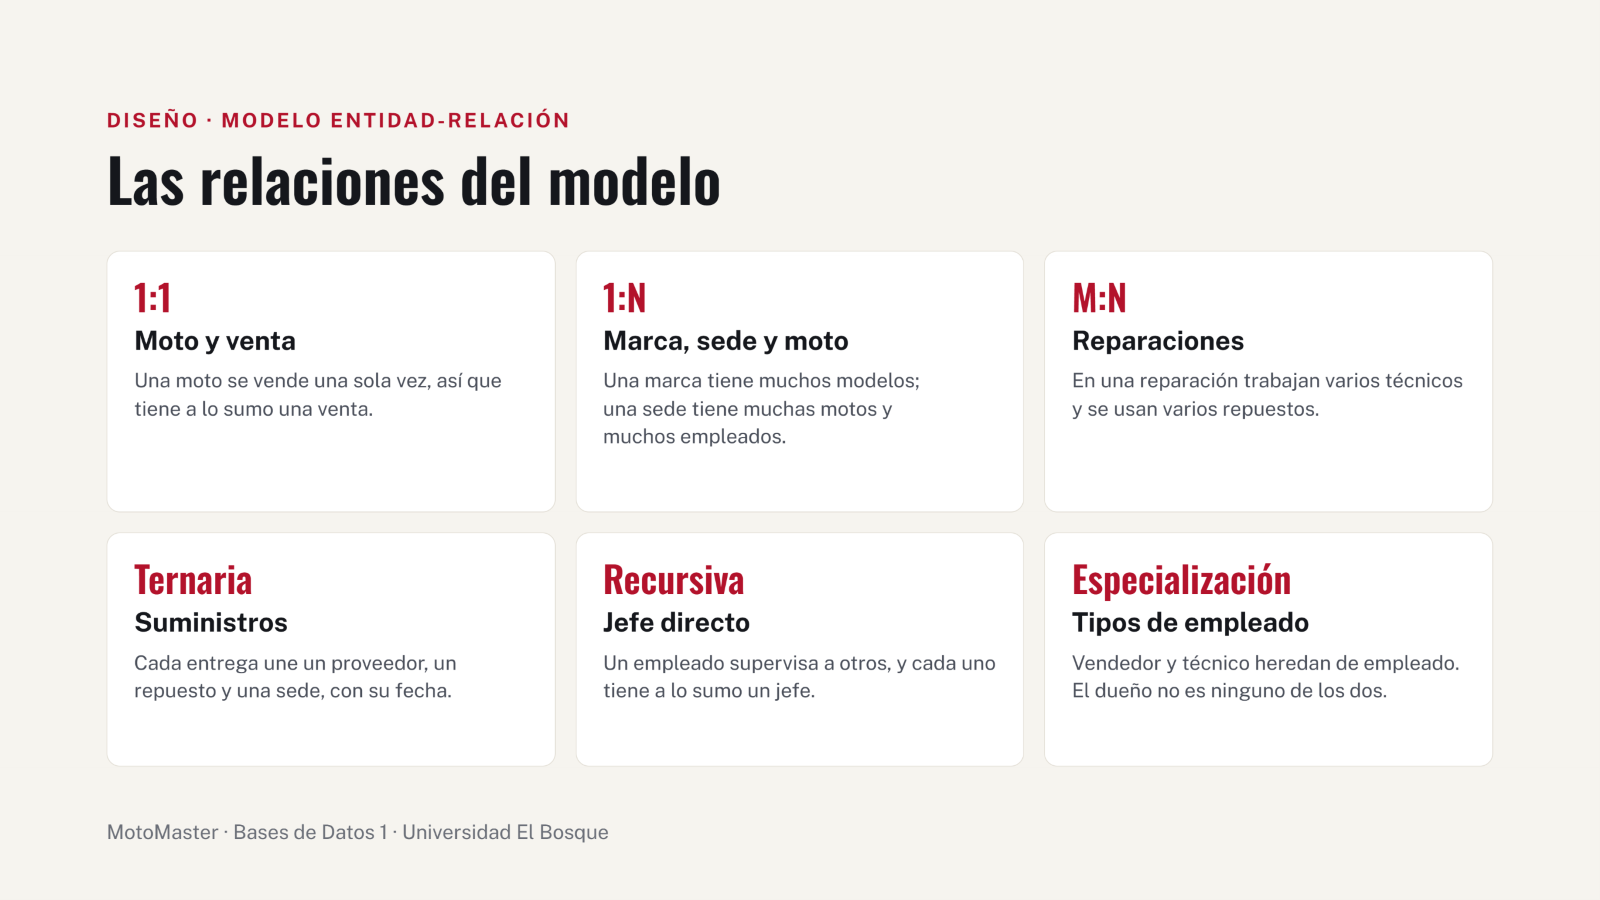 DISEÑO · MODELO ENTIDAD-RELACIÓN
Las relaciones del modelo
1:1
Moto y venta
Una moto se vende una sola vez, así que
tiene a lo sumo una venta.
1:N
Marca, sede y moto
Una marca tiene muchos modelos;
una sede tiene muchas motos y
muchos empleados.
M:N
Reparaciones
En una reparación trabajan varios técnicos
y se usan varios repuestos.
Ternaria
Suministros
Cada entrega une un proveedor, un
repuesto y una sede, con su fecha.
Recursiva
Jefe directo
Un empleado supervisa a otros, y cada uno
tiene a lo sumo un jefe.
Especialización
Tipos de empleado
Vendedor y técnico heredan de empleado.
El dueño no es ninguno de los dos.
MotoMaster · Bases de Datos 1 · Universidad El Bosque